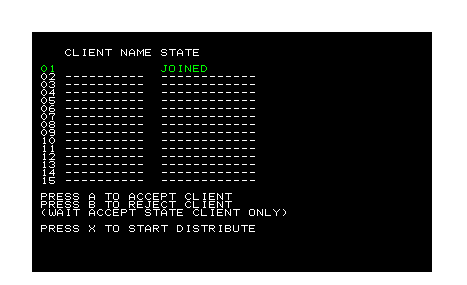 CLIENT NAME STATE
01 JOINED
02 ---------- ------------
03 ---------- ------------
04 ---------- ------------
05 ---------- ------------
06 ---------- ------------
07 ---------- ------------
08 ---------- ------------
09 ---------- ------------
10 ---------- ------------
11 ---------- ------------
12 ---------- ------------
13 ---------- ------------
14 ---------- ------------
15 ---------- ------------
PRESS A TO ACCEPT CLIENT
PRESS B TO REJECT CLIENT
(WAIT ACCEPT STATE CLIENT ONLY)
PRESS X TO START DISTRIBUTE